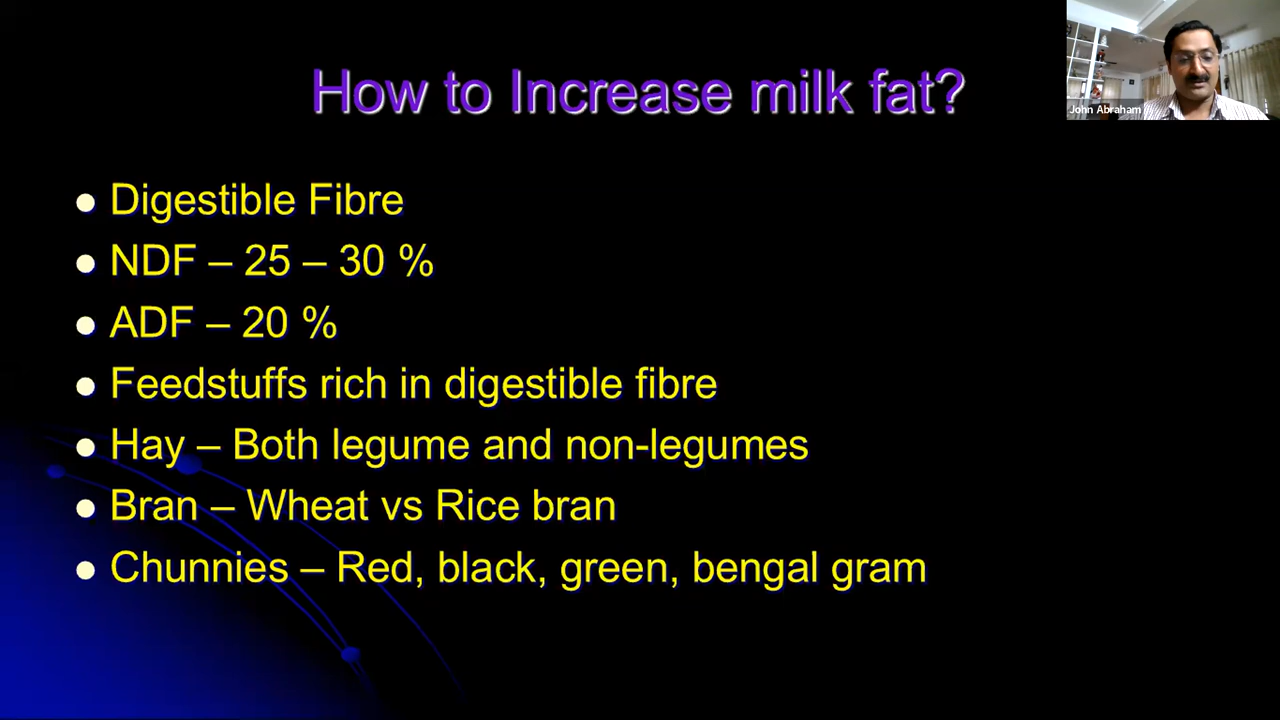 How to Increase milk fat?
John Abraham
Digestible Fibre
NDF – 25 – 30 %
ADF – 20 %
Feedstuffs rich in digestible fibre
Hay – Both legume and non-legumes
Bran – Wheat vs Rice bran
Chunnies – Red, black, green, bengal gram